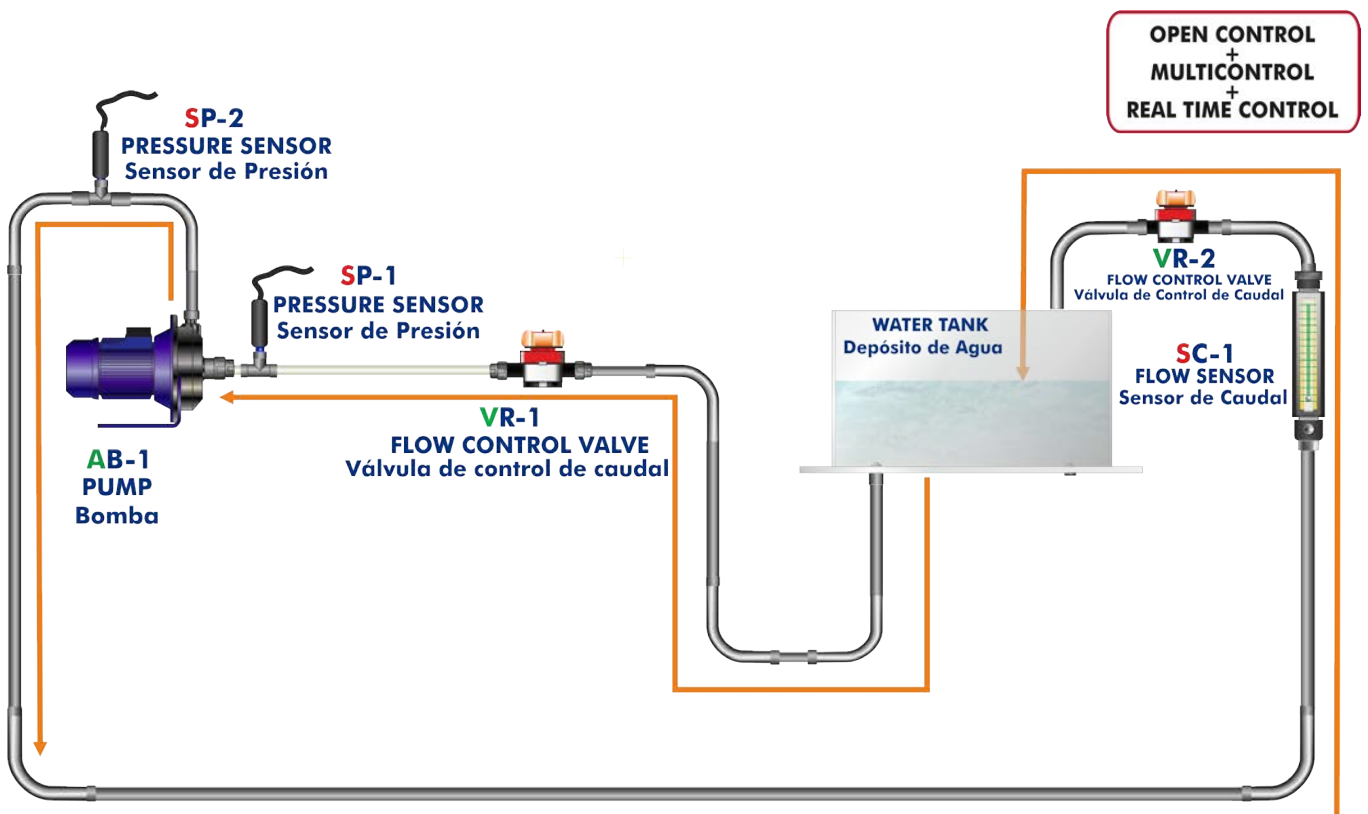 OPEN CONTROL
+
MULTICONTROL
+
REAL TIME CONTROL
SP-2
PRESSURE SENSOR
Sensor de Presión
SP-1
PRESSURE SENSOR
Sensor de Presión
VR-2
FLOW CONTROL VALVE
Válvula de Control de Caudal
WATER TANK
Depósito de Agua
SC-1
FLOW SENSOR
Sensor de Caudal
VR-1
FLOW CONTROL VALVE
Válvula de control de caudal
AB-1
PUMP
Bomba